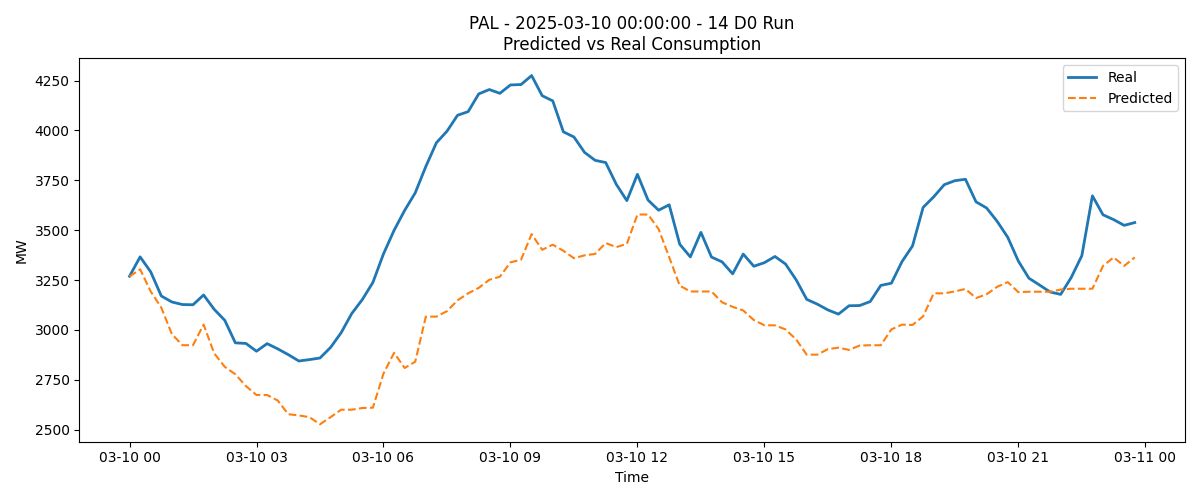 PAL - 2025-03-10 00:00:00 - 14 D0 Run
Predicted vs Real Consumption
Real
Predicted
MW
4250
4000
3750
3500
3250
3000
2750
2500
03-10 00
03-10 03
03-10 06
03-10 09
03-10 12
03-10 15
03-10 18
03-10 21
03-11 00
Time